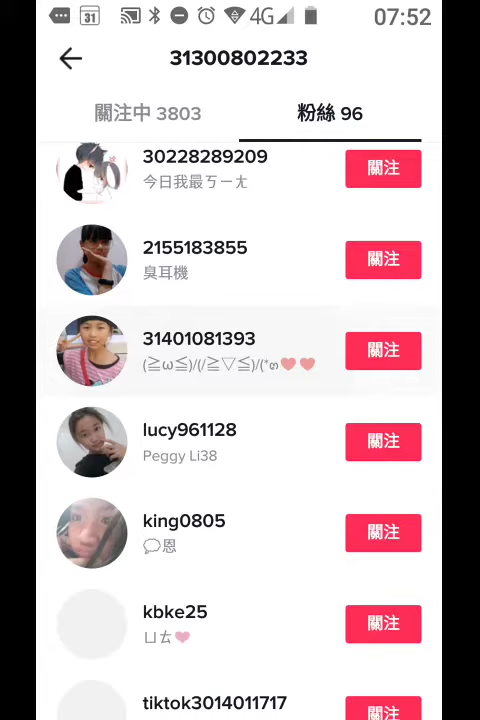 31
4G
07:52
31300802233
關注中 3803
粉絲 96
30228289209
今日我最ㄎㄧㄤ
關注
2155183855
臭耳機
關注
31401081393
(≧ω≦)/(/≧▽≦)/(*ო❤❤
關注
lucy961128
Peggy Li38
關注
king0805
💭恩
關注
kbke25
ㄩㄊ💗
關注
tiktok3014011717
關注